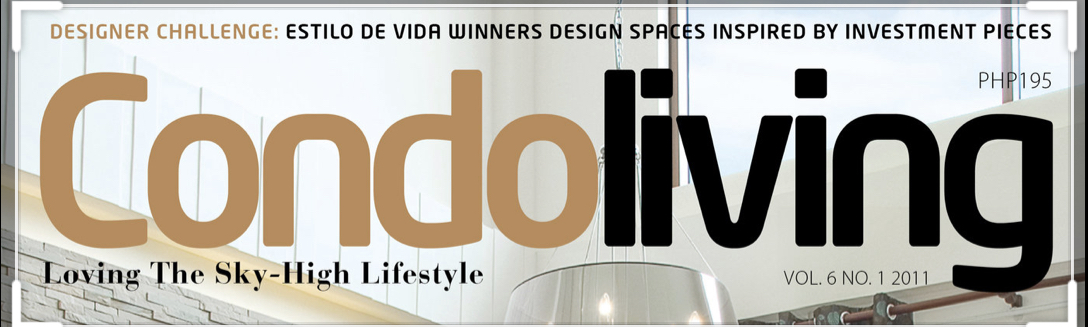 DESIGNER CHALLENGE: ESTILO DE VIDA WINNERS DESIGN SPACES INSPIRED BY INVESTMENT PIECES
PHP195
Condoliving
Loving The Sky-High Lifestyle
VOL. 6 NO. 1 2011